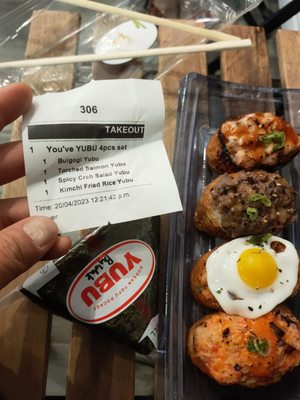 306
TAKEOUT
1 You'VE YUBU 4pcs set
1 Bulgogi Yubu
1 Torched Salmon Yubu
1 Spicy Crab Salad Yubu
1 Kimchi Fried Rice Yubu
Time: 20/04/2023 12:21:42 p.m.
YUBU